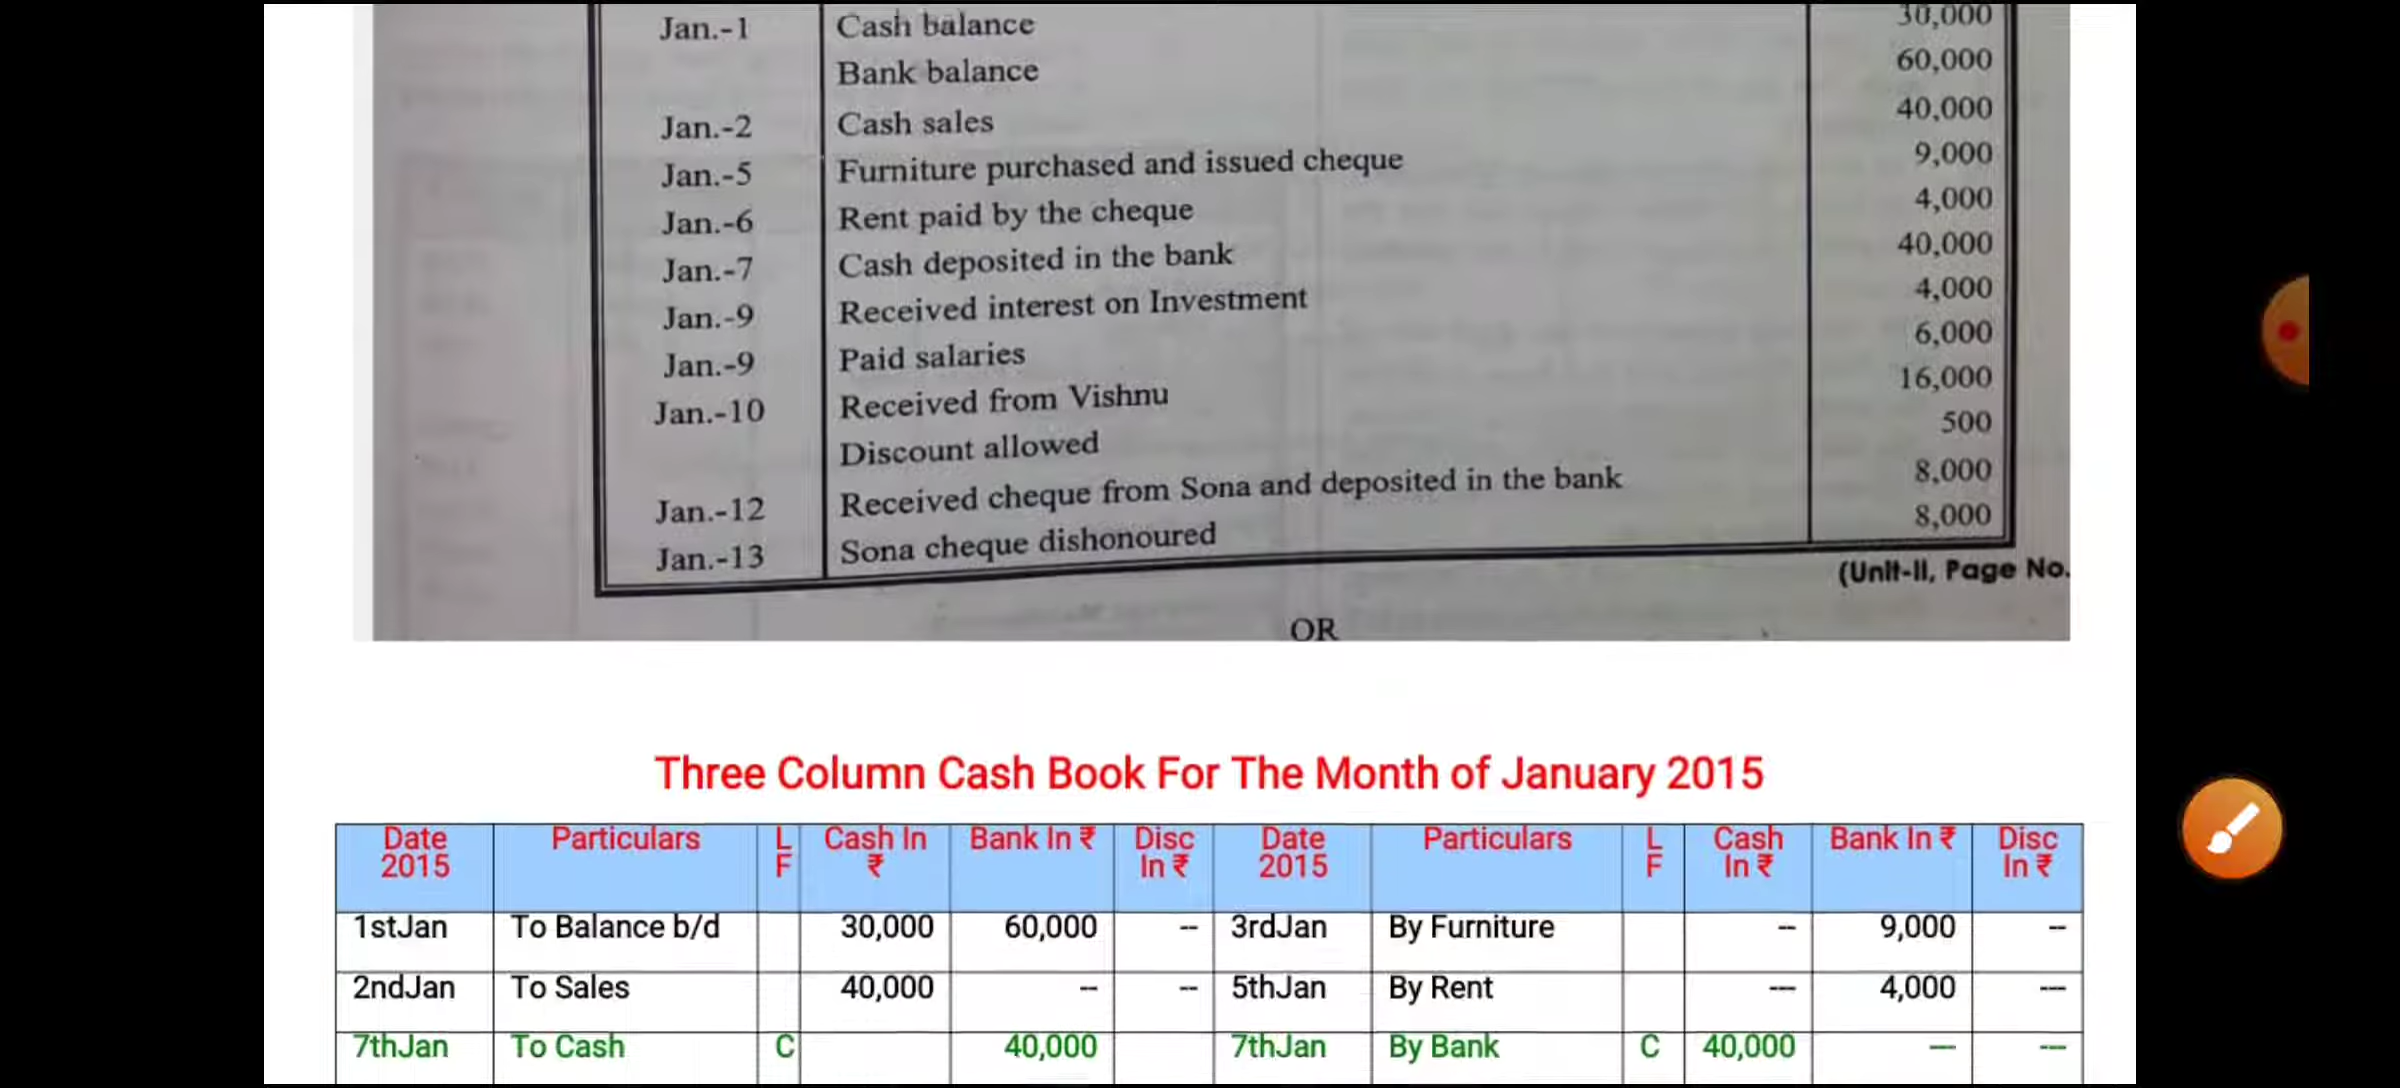 Jan.-1 Cash balance 30,000
Bank balance 60,000
Jan.-2 Cash sales 40,000
Jan.-5 Furniture purchased and issued cheque 9,000
Jan.-6 Rent paid by the cheque 4,000
Jan.-7 Cash deposited in the bank 40,000
Jan.-9 Received interest on Investment 4,000
Jan.-9 Paid salaries 6,000
Jan.-10 Received from Vishnu 16,000
Discount allowed 500
Jan.-12 Received cheque from Sona and deposited in the bank 8,000
Jan.-13 Sona cheque dishonoured 8,000
(Unit-II, Page No.
OR
Three Column Cash Book For The Month of January 2015
Date 2015 Particulars L F Cash In ₹ Bank In ₹ Disc In ₹ Date 2015 Particulars L F Cash In ₹ Bank In ₹ Disc In ₹
1stJan To Balance b/d 30,000 60,000 -- 3rdJan By Furniture -- 9,000 --
2ndJan To Sales 40,000 -- -- 5thJan By Rent --- 4,000 ---
7thJan To Cash C 40,000 7thJan By Bank C 40,000 --- ---